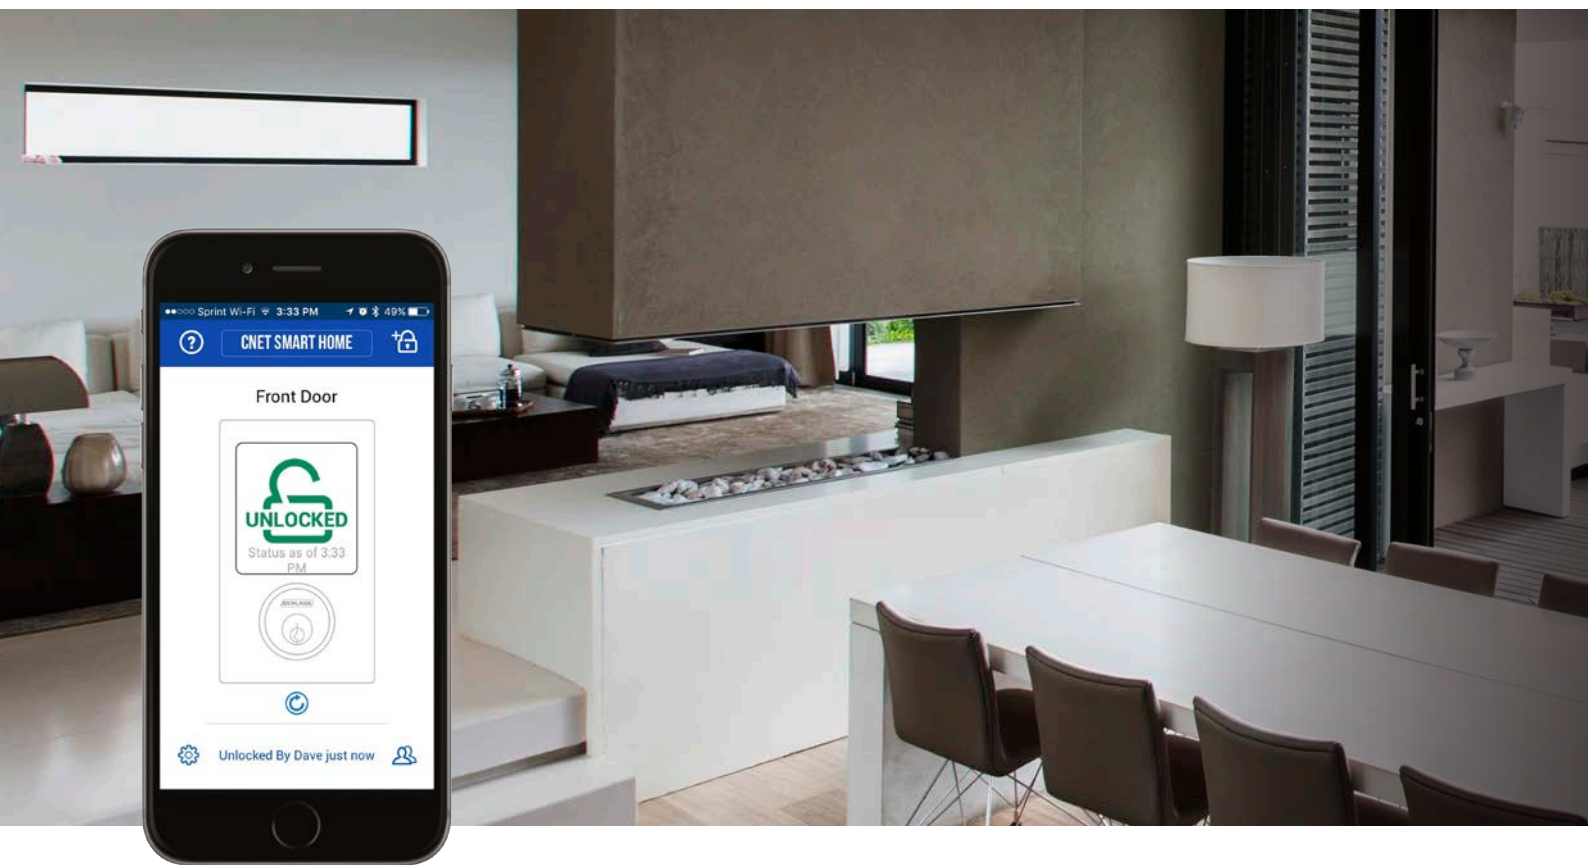 ●●○○○ Sprint Wi-Fi 3:33 PM 49%
? CNET SMART HOME
Front Door
UNLOCKED
Status as of 3:33
PM
SCHLAGE
Unlocked By Dave just now